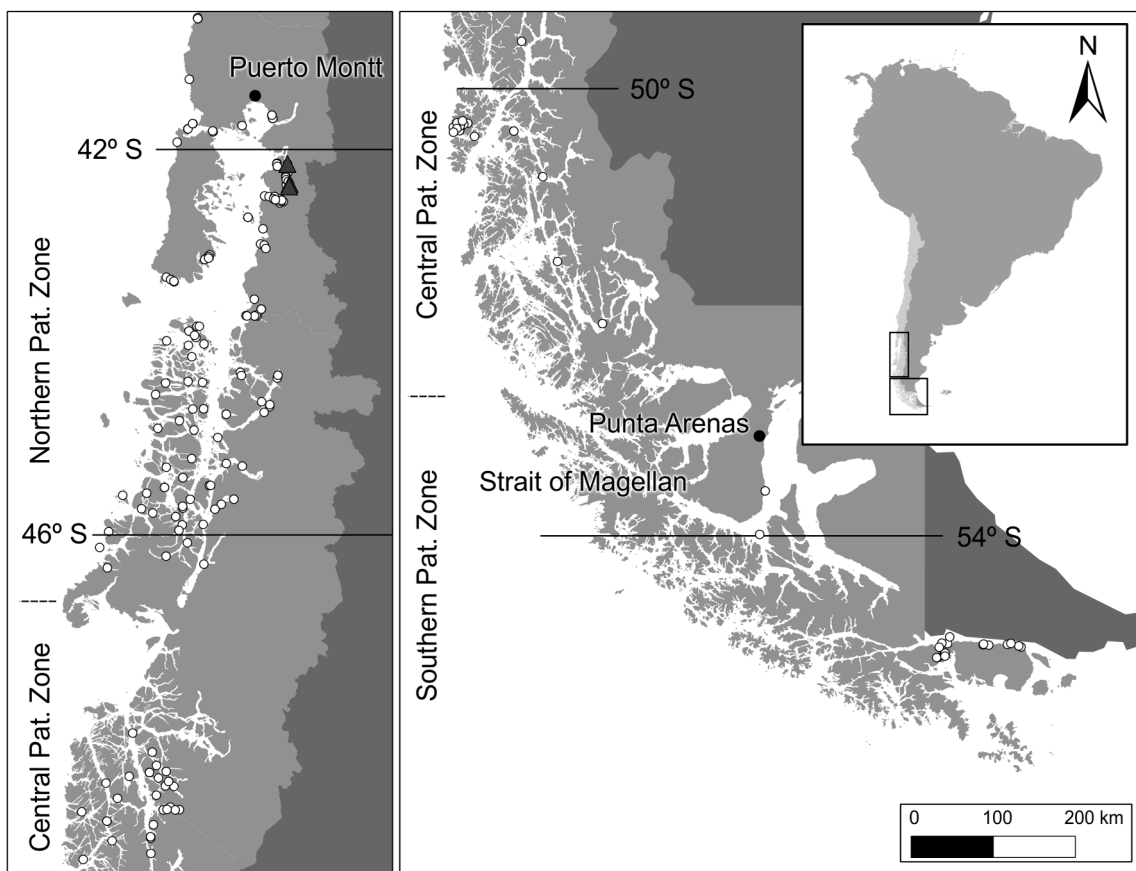 Puerto Montt
42º S
Northern Pat. Zone
46º S
Central Pat. Zone
50º S
Central Pat. Zone
Punta Arenas
Strait of Magellan
54º S
Southern Pat. Zone
N
0 100 200 km